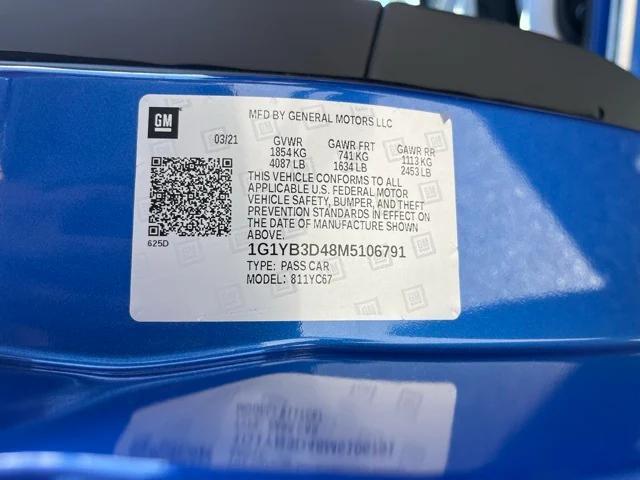 GM
MFD BY GENERAL MOTORS LLC
03/21 GVWR GAWR FRT GAWR RR
1854 KG 741 KG 1113 KG
4087 LB 1634 LB 2453 LB
THIS VEHICLE CONFORMS TO ALL
APPLICABLE U.S. FEDERAL MOTOR
VEHICLE SAFETY, BUMPER, AND THEFT
PREVENTION STANDARDS IN EFFECT ON
THE DATE OF MANUFACTURE SHOWN
ABOVE.
625D
1G1YB3D48M5106791
TYPE: PASS CAR
MODEL: 811YC67